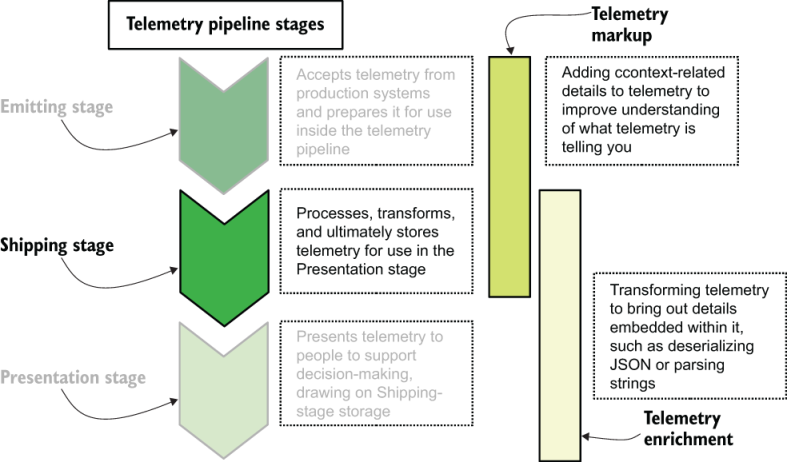 Telemetry pipeline stages
Emitting stage
Accepts telemetry from
production systems
and prepares it for use
inside the telemetry
pipeline
Shipping stage
Processes, transforms,
and ultimately stores
telemetry for use in the
Presentation stage
Presentation stage
Presents telemetry to
people to support
decision-making,
drawing on Shipping-
stage storage
Telemetry
markup
Adding ccontext-related
details to telemetry to
improve understanding
of what telemetry is
telling you
Transforming telemetry
to bring out details
embedded within it,
such as deserializing
JSON or parsing
strings
Telemetry
enrichment